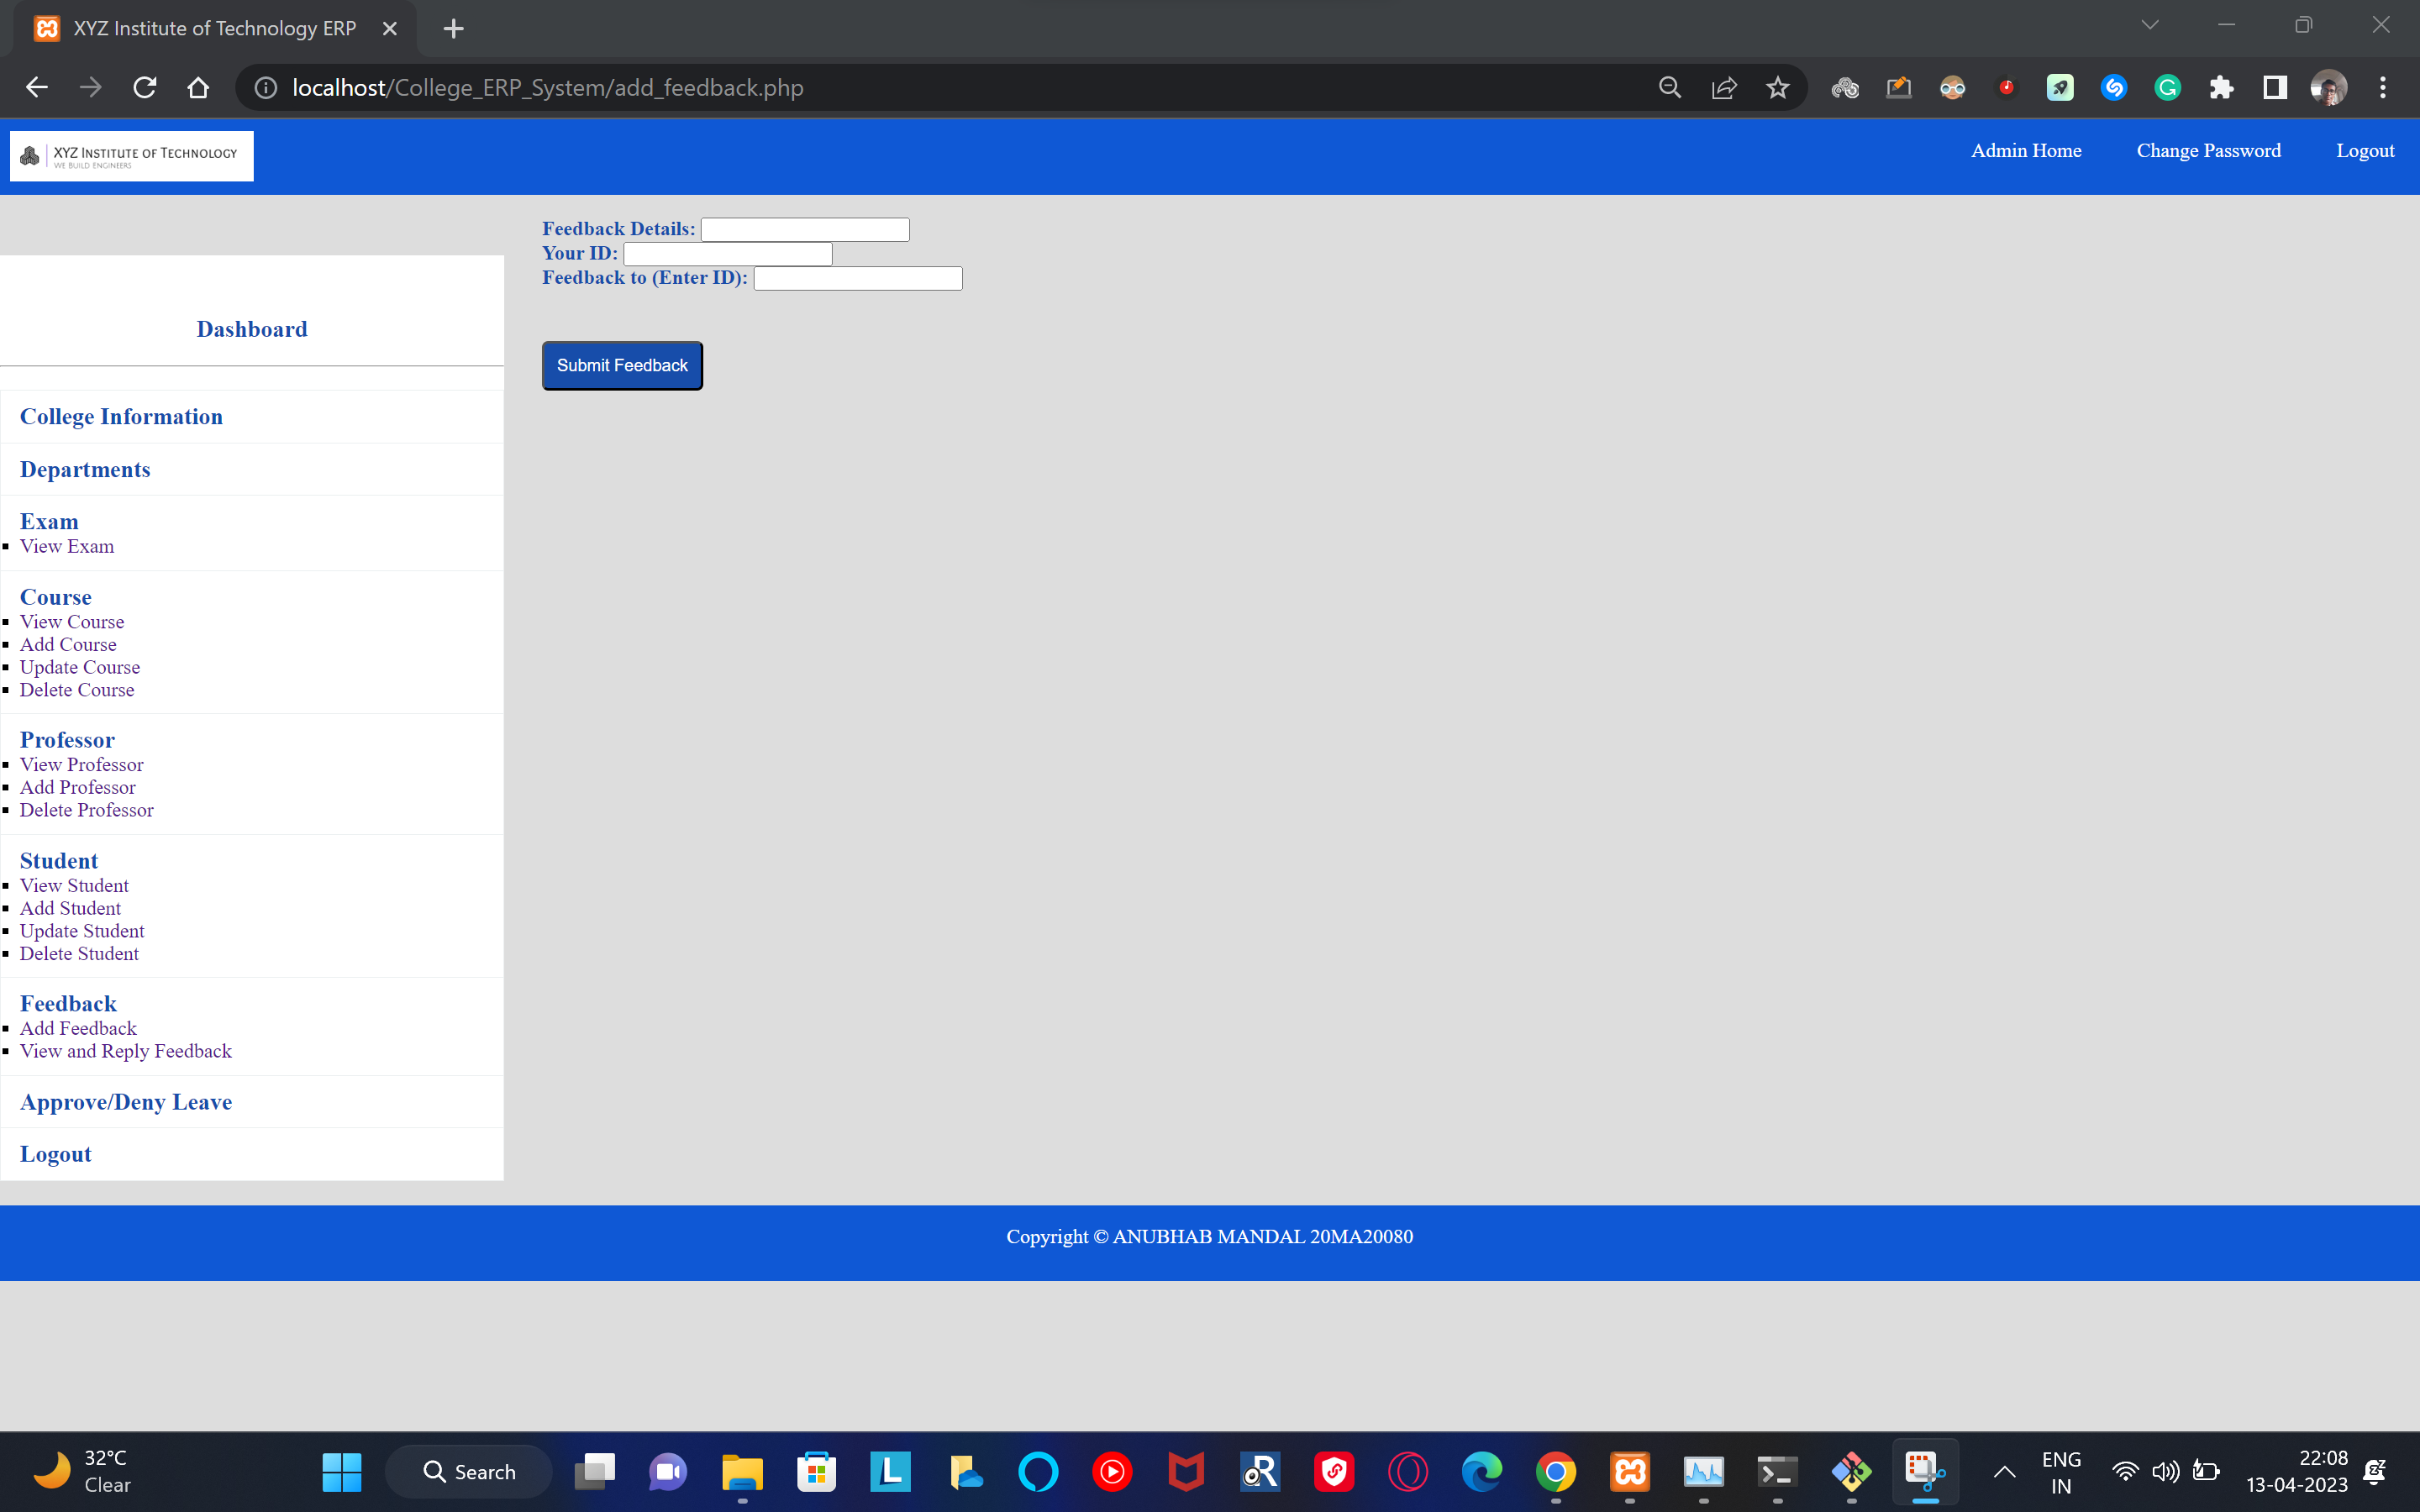 XYZ Institute of Technology ERP
localhost/College_ERP_System/add_feedback.php
XYZ INSTITUTE OF TECHNOLOGY
WE BUILD ENGINEERS
Admin Home
Change Password
Logout
Feedback Details:
Your ID:
Feedback to (Enter ID):
Submit Feedback
Dashboard
College Information
Departments
Exam
View Exam
Course
View Course
Add Course
Update Course
Delete Course
Professor
View Professor
Add Professor
Delete Professor
Student
View Student
Add Student
Update Student
Delete Student
Feedback
Add Feedback
View and Reply Feedback
Approve/Deny Leave
Logout
Copyright © ANUBHAB MANDAL 20MA20080
32°C
Clear
Search
ENG
IN
22:08
13-04-2023